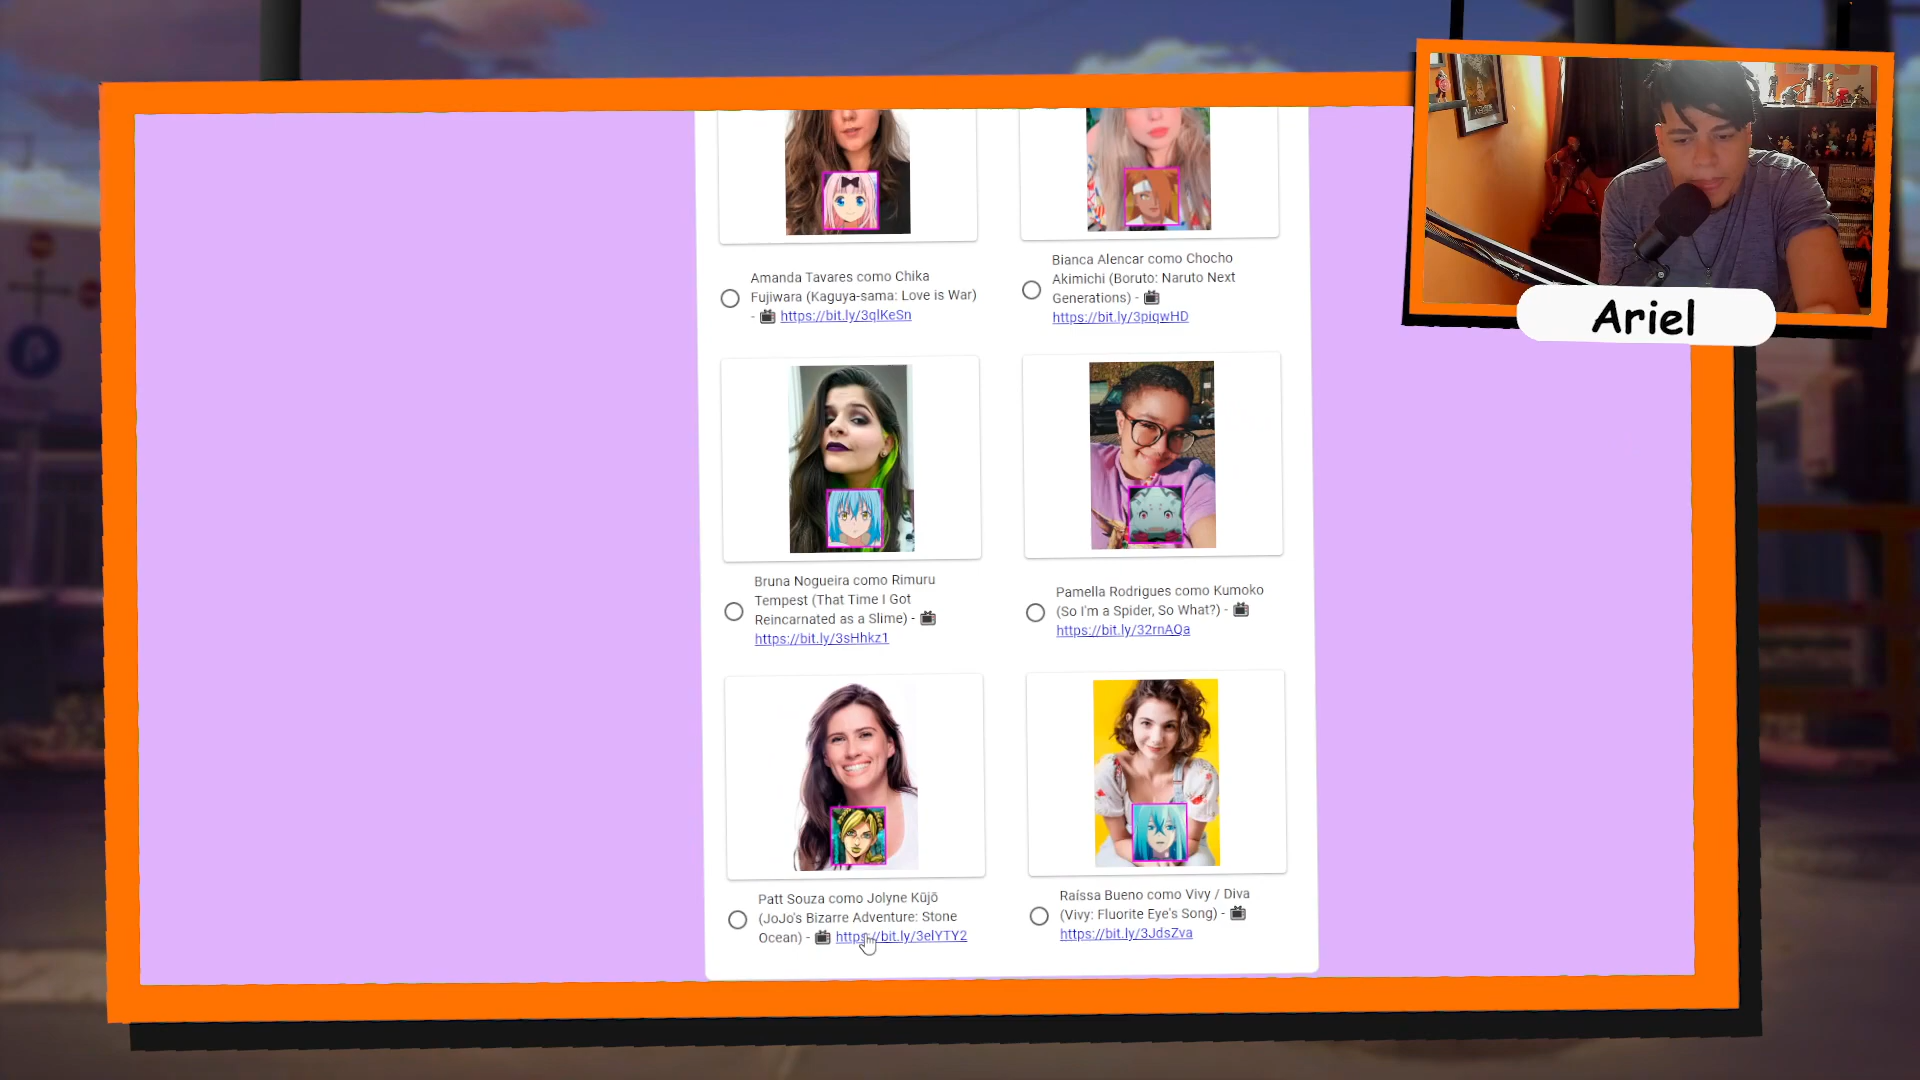 Ariel
Amanda Tavares como Chika
Fujiwara (Kaguya-sama: Love is War)
- https://bit.ly/3qlKeSn
Bianca Alencar como Chocho
Akimichi (Boruto: Naruto Next
Generations) -
https://bit.ly/3piqwHD
Bruna Nogueira como Rimuru
Tempest (That Time I Got
Reincarnated as a Slime) -
https://bit.ly/3sHhkz1
Pamella Rodrigues como Kumoko
(So I'm a Spider, So What?) -
https://bit.ly/32rnAQa
Patt Souza como Jolyne Kūjō
(JoJo's Bizarre Adventure: Stone
Ocean) - https://bit.ly/3elYTY2
Raíssa Bueno como Vivy / Diva
(Vivy: Fluorite Eye's Song) -
https://bit.ly/3JdsZva